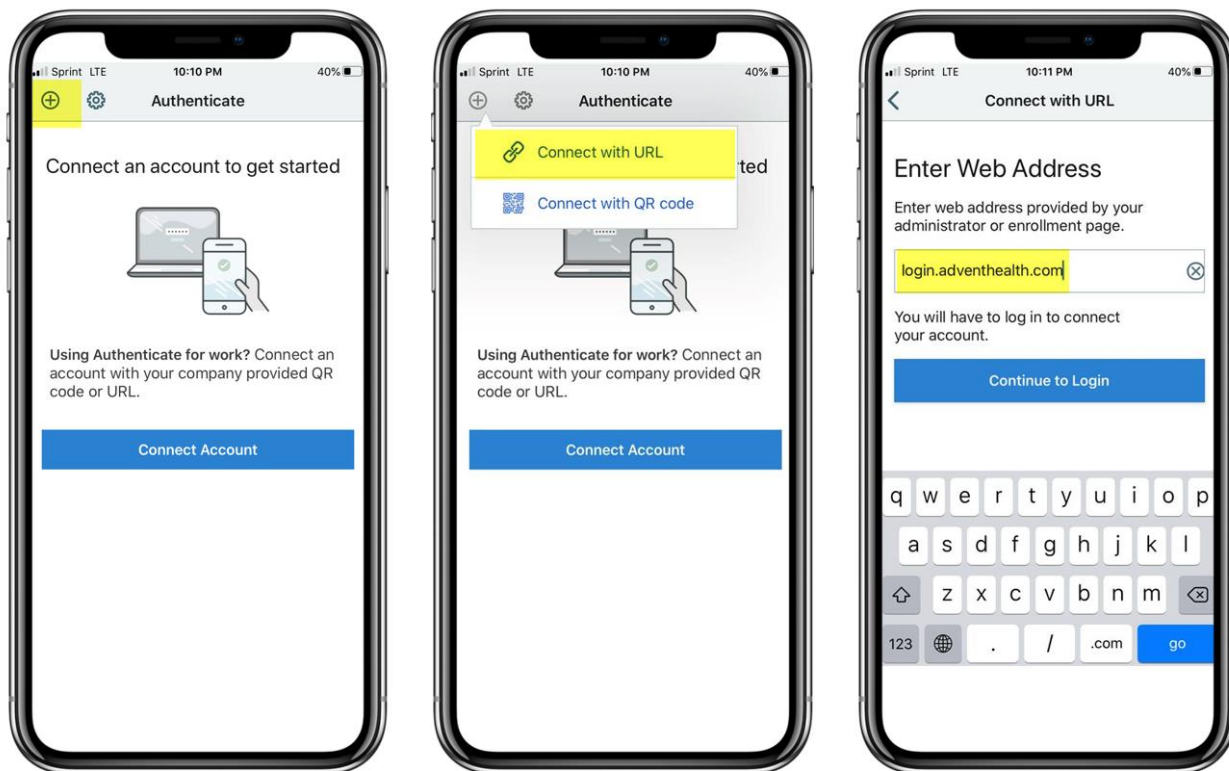 Sprint LTE 10:10 PM 40%
Authenticate
Connect an account to get started
Using Authenticate for work? Connect an
account with your company provided QR
code or URL.
Connect Account
Sprint LTE 10:10 PM 40%
Authenticate
Connect with URL
ted
Connect with QR code
Using Authenticate for work? Connect an
account with your company provided QR
code or URL.
Connect Account
Sprint LTE 10:11 PM 40%
Connect with URL
Enter Web Address
Enter web address provided by your
administrator or enrollment page.
login.adventhealth.com
You will have to log in to connect
your account.
Continue to Login
q w e r t y u i o p
a s d f g h j k l
z x c v b n m
123 . / .com go